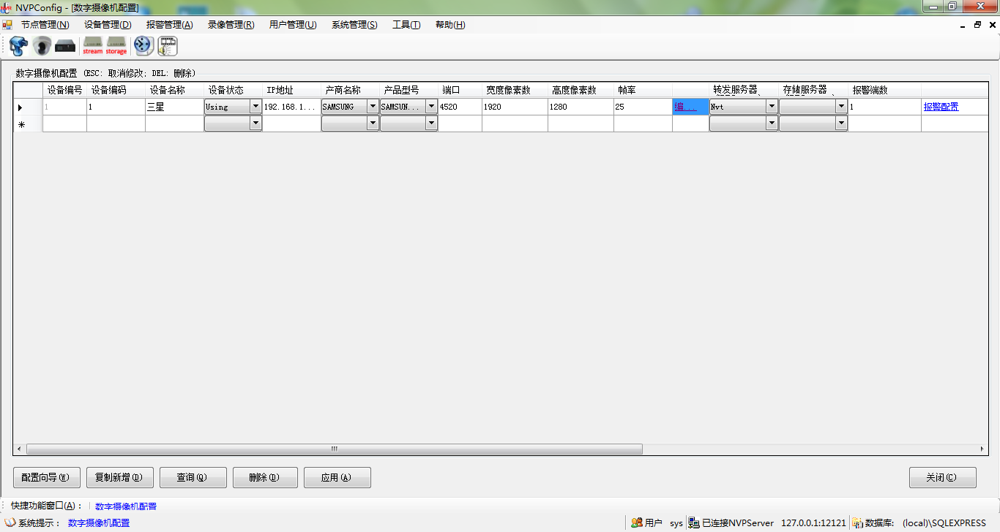 NVPConfig - [数字摄像机配置]
节点管理(N) 设备管理(D) 报警管理(A) 录像管理(R) 用户管理(U) 系统管理(S) 工具(T) 帮助(H)
stream storage
数字摄像机配置 (ESC: 取消修改; DEL: 删除)
设备编号 设备编码 设备名称 设备状态 IP地址 产商名称 产品型号 端口 宽度像素数 高度像素数 帧率 转发服务器 存储服务器 报警端数
1 1 三星 Using 192.168.1... SAMSUNG SAMSUN... 4520 1920 1280 25 编... Nvt 1 报警配置
配置向导(W) 复制新增(D) 查询(Q) 删除(D) 应用(A) 关闭(C)
快捷功能窗口(A)： 数字摄像机配置
系统提示： 数字摄像机配置 用户 sys 已连接NVPServer 127.0.0.1:12121 数据库: (local)\SQLEXPRESS